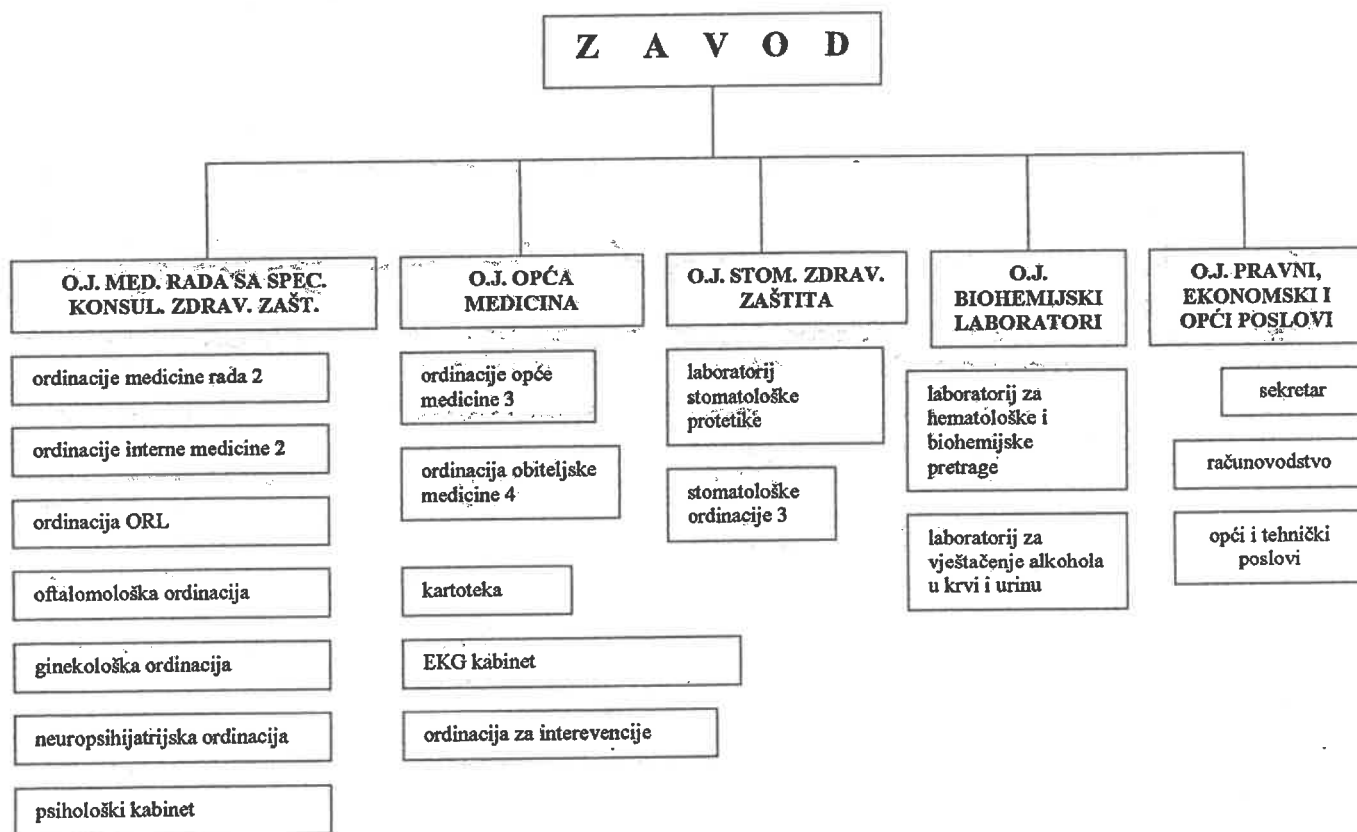 Z A V O D
O.J. MED. RADA SA SPEC.
KONSUL. ZDRAV. ZAŠT.
ordinacije medicine rada 2
ordinacije interne medicine 2
ordinacija ORL
oftalomološka ordinacija
ginekološka ordinacija
neuropsihijatrijska ordinacija
psihološki kabinet
O.J. OPĆA
MEDICINA
ordinacije opće
medicine 3
ordinacija obiteljske
medicine 4
kartoteka
EKG kabinet
ordinacija za interevencije
O.J. STOM. ZDRAV.
ZAŠTITA
laboratorij
stomatološke
protetike
stomatološke
ordinacije 3
O.J.
BIOHEMIJSKI
LABORATORI
laboratorij za
hematološke i
biohemijske
pretrage
laboratorij za
vještačenje alkohola
u krvi i urinu
O.J. PRAVNI,
EKONOMSKI I
OPĆI POSLOVI
sekretar
računovodstvo
opći i tehnički
poslovi